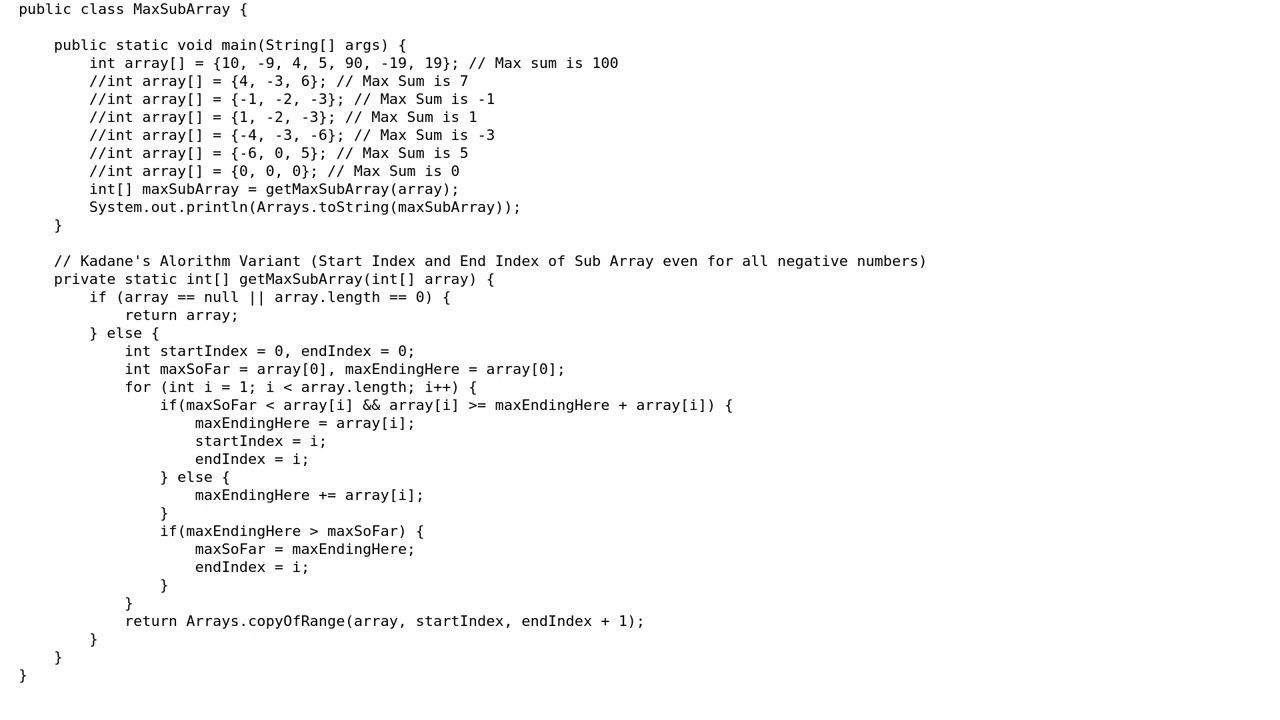 public class MaxSubArray {
    public static void main(String[] args) {
        int array[] = {10, -9, 4, 5, 90, -19, 19}; // Max sum is 100
        //int array[] = {4, -3, 6}; // Max Sum is 7
        //int array[] = {-1, -2, -3}; // Max Sum is -1
        //int array[] = {1, -2, -3}; // Max Sum is 1
        //int array[] = {-4, -3, -6}; // Max Sum is -3
        //int array[] = {-6, 0, 5}; // Max Sum is 5
        //int array[] = {0, 0, 0}; // Max Sum is 0
        int[] maxSubArray = getMaxSubArray(array);
        System.out.println(Arrays.toString(maxSubArray));
    }
    // Kadane's Alorithm Variant (Start Index and End Index of Sub Array even for all negative numbers)
    private static int[] getMaxSubArray(int[] array) {
        if (array == null || array.length == 0) {
            return array;
        } else {
            int startIndex = 0, endIndex = 0;
            int maxSoFar = array[0], maxEndingHere = array[0];
            for (int i = 1; i < array.length; i++) {
                if(maxSoFar < array[i] && array[i] >= maxEndingHere + array[i]) {
                    maxEndingHere = array[i];
                    startIndex = i;
                    endIndex = i;
                } else {
                    maxEndingHere += array[i];
                }
                if(maxEndingHere > maxSoFar) {
                    maxSoFar = maxEndingHere;
                    endIndex = i;
                }
            }
            return Arrays.copyOfRange(array, startIndex, endIndex + 1);
        }
    }
}